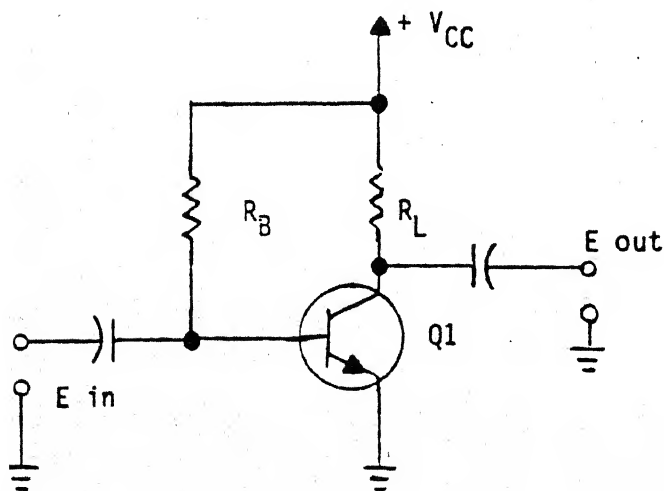 + VCC
RB
RL
E out
Q1
E in